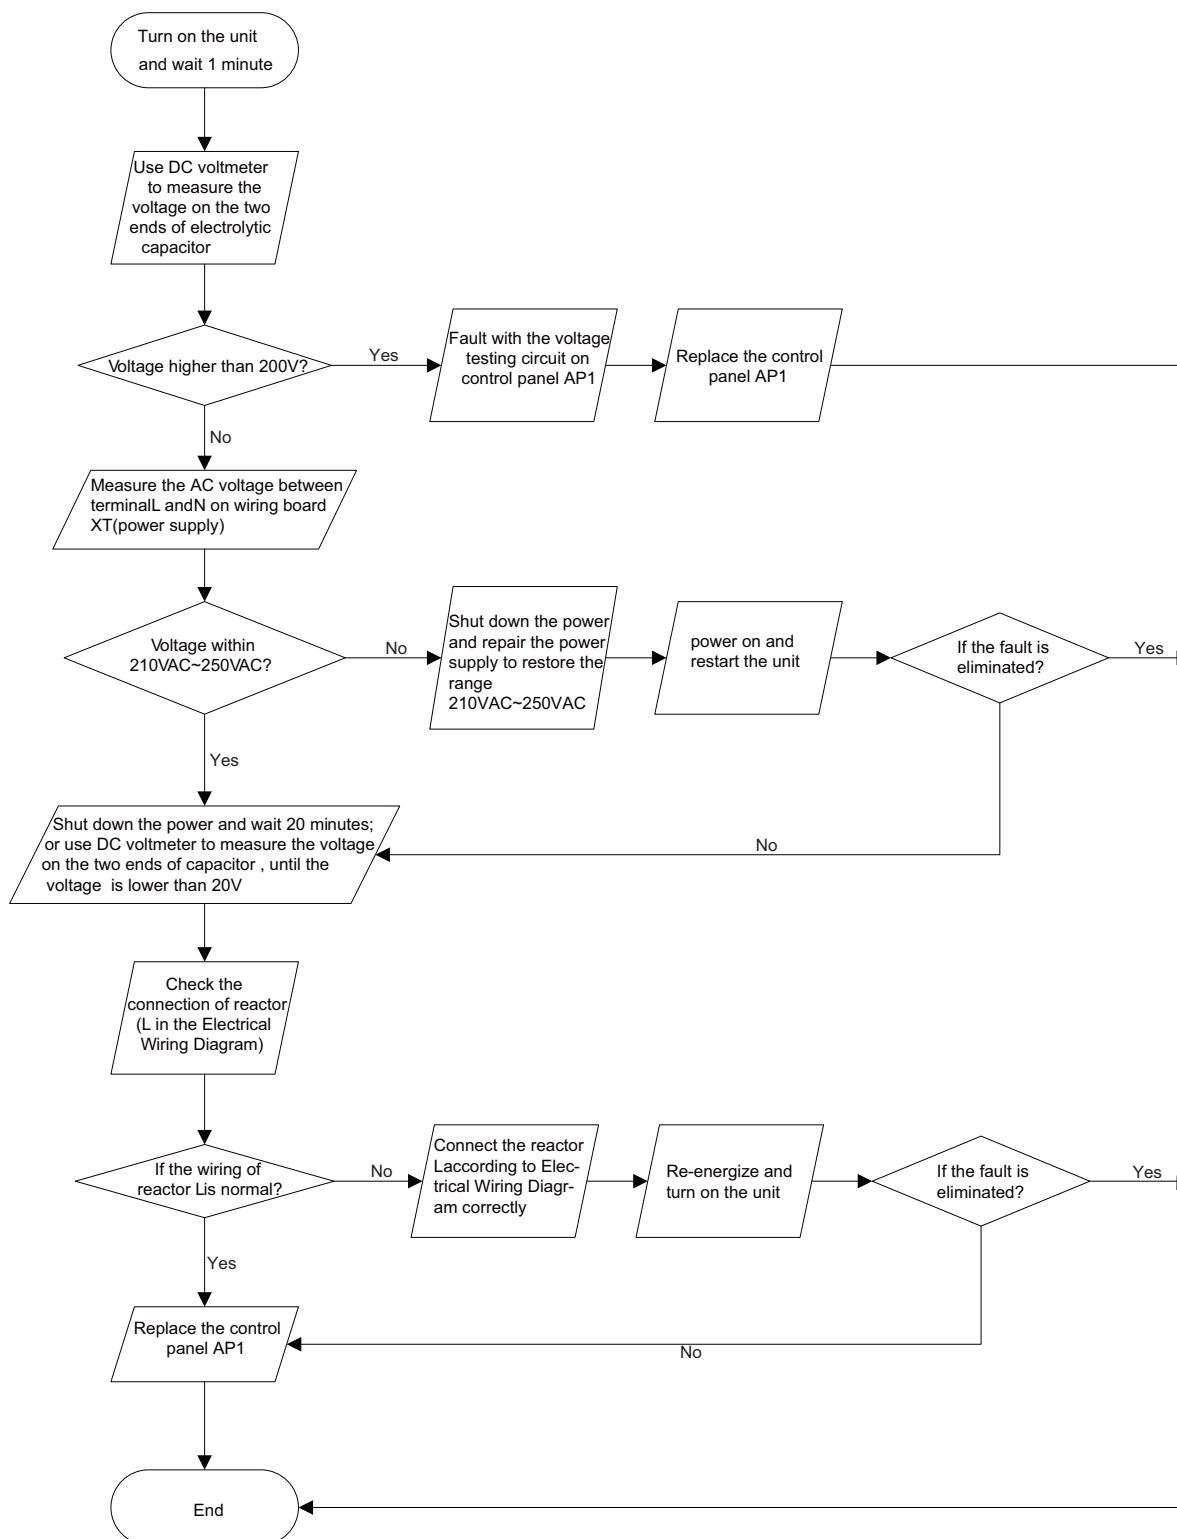 Turn on the unit
and wait 1 minute
Use DC voltmeter
to measure the
voltage on the two
ends of electrolytic
capacitor
Voltage higher than 200V?
Yes
Fault with the voltage
testing circuit on
control panel AP1
Replace the control
panel AP1
No
Measure the AC voltage between
terminalL andN on wiring board
XT(power supply)
Voltage within
210VAC~250VAC?
No
Shut down the power
and repair the power
supply to restore the
range
210VAC~250VAC
power on and
restart the unit
If the fault is
eliminated?
Yes
Yes
No
Shut down the power and wait 20 minutes;
or use DC voltmeter to measure the voltage
on the two ends of capacitor , until the
voltage is lower than 20V
Check the
connection of reactor
(L in the Electrical
Wiring Diagram)
If the wiring of
reactor Lis normal?
No
Connect the reactor
Laccording to Elec-
trical Wiring Diagr-
am correctly
Re-energize and
turn on the unit
If the fault is
eliminated?
Yes
Yes
No
Replace the control
panel AP1
End